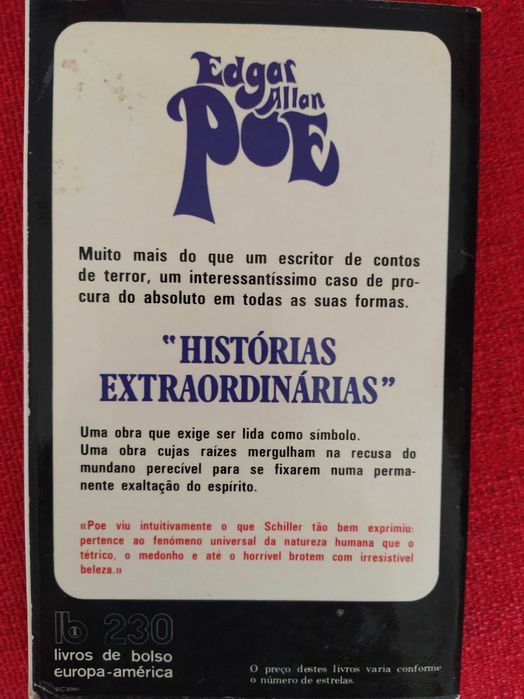 Edgar
Allan
POE
Muito mais do que um escritor de contos
de terror, um interessantíssimo caso de pro-
cura do absoluto em todas as suas formas.
"HISTÓRIAS
EXTRAORDINÁRIAS"
Uma obra que exige ser lida como símbolo.
Uma obra cujas raízes mergulham na recusa do
mundano perecível para se fixarem numa perma-
nente exaltação do espírito.
«Poe viu intuitivamente o que Schiller tão bem exprimiu:
pertence ao fenómeno universal da natureza humana que o
tétrico, o medonho e até o horrível brotem com irresistível
beleza.»
lb 230
livros de bolso
europa-américa
O preço destes livros varia conforme
o número de estrelas.